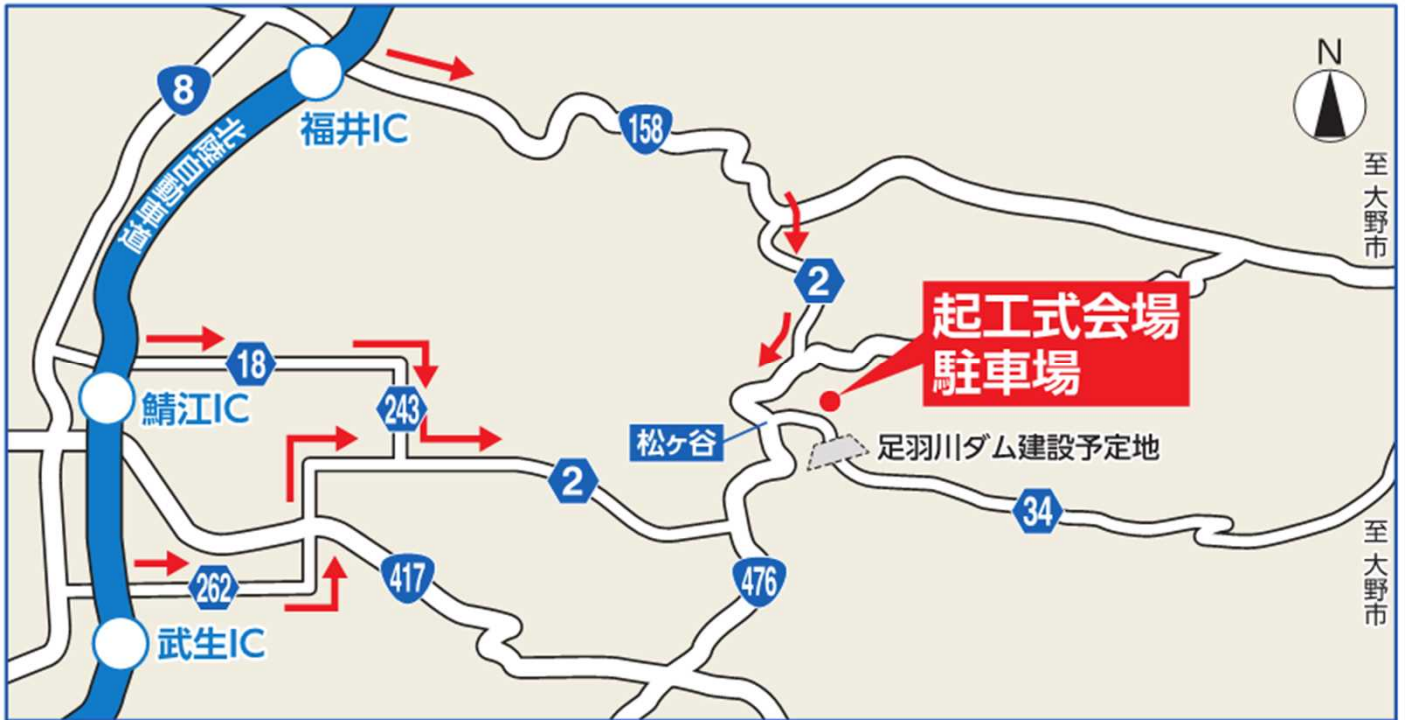 N
8
福井IC
158
至 大野市
北陸自動車道
2
起工式会場
駐車場
18
鯖江IC
243
松ヶ谷
足羽川ダム建設予定地
2
34
至 大野市
262
417
476
武生IC